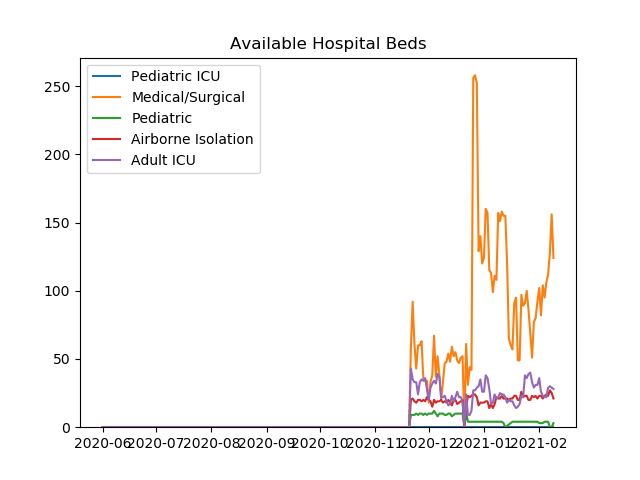 Available Hospital Beds
Pediatric ICU
Medical/Surgical
Pediatric
Airborne Isolation
Adult ICU
250
200
150
100
50
0
2020-06 2020-07 2020-08 2020-09 2020-10 2020-11 2020-12 2021-01 2021-02